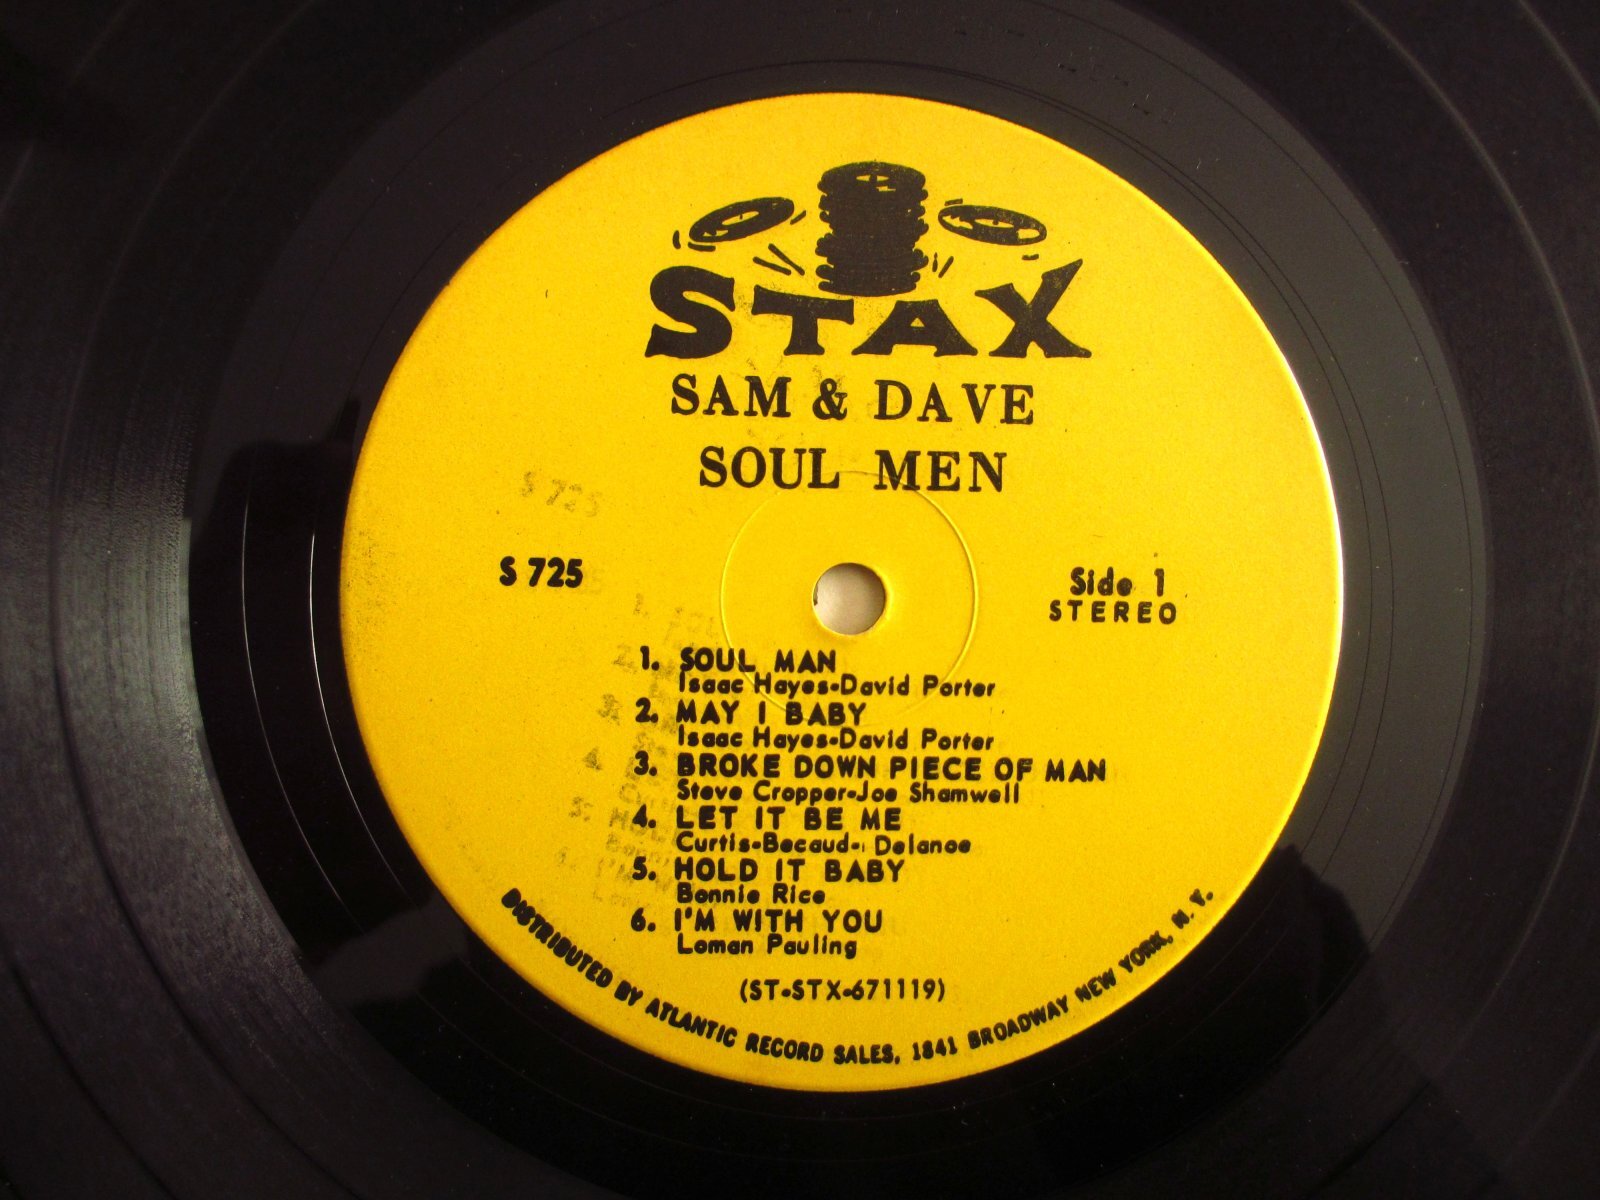 STAX
SAM & DAVE
SOUL MEN
S 725
S 725
Side 1
STEREO
1. SOUL MAN
Isaac Hayes-David Porter
2. MAY I BABY
Isaac Hayes-David Porter
3. BROKE DOWN PIECE OF MAN
Steve Cropper-Joe Shamwell
4. LET IT BE ME
Curtis-Becaud-Delanoe
5. HOLD IT BABY
Bonnie Rice
6. I'M WITH YOU
Loman Pauling
(ST-STX-671119)
DISTRIBUTED BY ATLANTIC RECORD SALES, 1841 BROADWAY NEW YORK, N.Y.